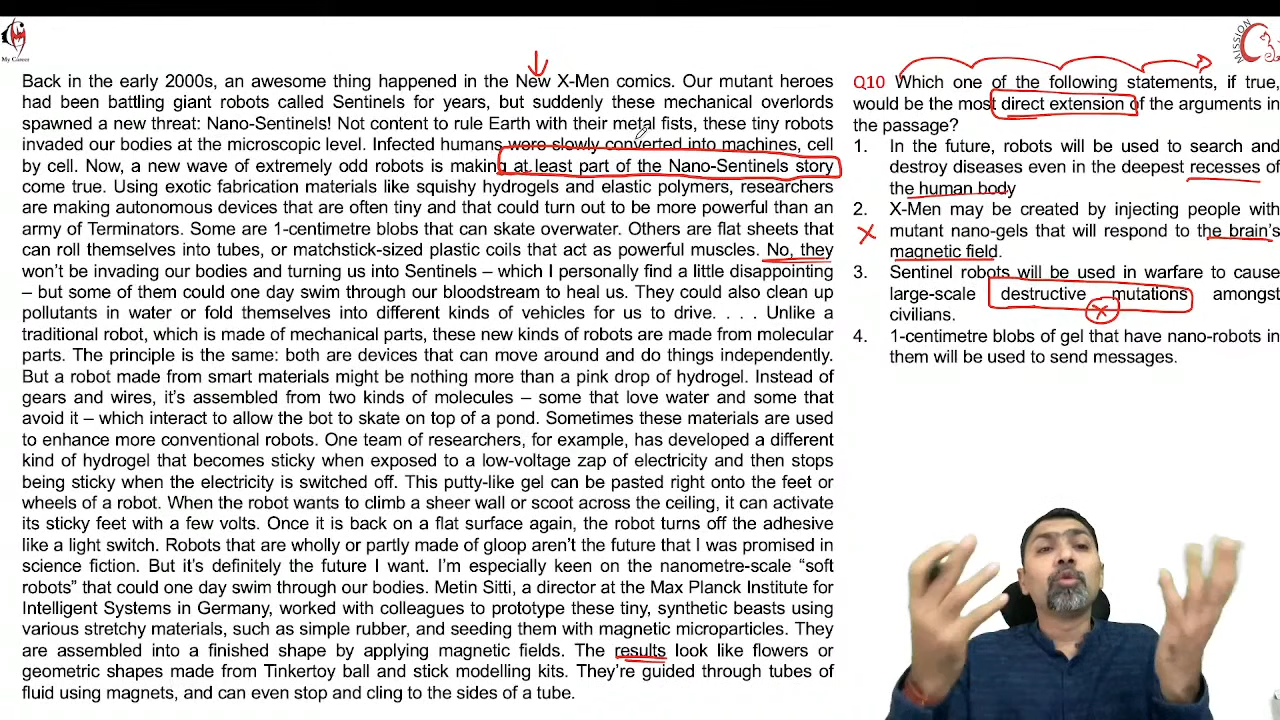 My Career
MISSION
Back in the early 2000s, an awesome thing happened in the New X-Men comics. Our mutant heroes
had been battling giant robots called Sentinels for years, but suddenly these mechanical overlords
spawned a new threat: Nano-Sentinels! Not content to rule Earth with their metal fists, these tiny robots
invaded our bodies at the microscopic level. Infected humans were slowly converted into machines, cell
by cell. Now, a new wave of extremely odd robots is making at least part of the Nano-Sentinels story
come true. Using exotic fabrication materials like squishy hydrogels and elastic polymers, researchers
are making autonomous devices that are often tiny and that could turn out to be more powerful than an
army of Terminators. Some are 1-centimetre blobs that can skate overwater. Others are flat sheets that
can roll themselves into tubes, or matchstick-sized plastic coils that act as powerful muscles. No, they
won't be invading our bodies and turning us into Sentinels – which I personally find a little disappointing
– but some of them could one day swim through our bloodstream to heal us. They could also clean up
pollutants in water or fold themselves into different kinds of vehicles for us to drive. . . . Unlike a
traditional robot, which is made of mechanical parts, these new kinds of robots are made from molecular
parts. The principle is the same: both are devices that can move around and do things independently.
But a robot made from smart materials might be nothing more than a pink drop of hydrogel. Instead of
gears and wires, it's assembled from two kinds of molecules – some that love water and some that
avoid it – which interact to allow the bot to skate on top of a pond. Sometimes these materials are used
to enhance more conventional robots. One team of researchers, for example, has developed a different
kind of hydrogel that becomes sticky when exposed to a low-voltage zap of electricity and then stops
being sticky when the electricity is switched off. This putty-like gel can be pasted right onto the feet or
wheels of a robot. When the robot wants to climb a sheer wall or scoot across the ceiling, it can activate
its sticky feet with a few volts. Once it is back on a flat surface again, the robot turns off the adhesive
like a light switch. Robots that are wholly or partly made of gloop aren't the future that I was promised in
science fiction. But it's definitely the future I want. I'm especially keen on the nanometre-scale “soft
robots” that could one day swim through our bodies. Metin Sitti, a director at the Max Planck Institute for
Intelligent Systems in Germany, worked with colleagues to prototype these tiny, synthetic beasts using
various stretchy materials, such as simple rubber, and seeding them with magnetic microparticles. They
are assembled into a finished shape by applying magnetic fields. The results look like flowers or
geometric shapes made from Tinkertoy ball and stick modelling kits. They're guided through tubes of
fluid using magnets, and can even stop and cling to the sides of a tube.
Q10 Which one of the following statements, if true,
would be the most direct extension of the arguments in
the passage?
1. In the future, robots will be used to search and
destroy diseases even in the deepest recesses of
the human body
2. X-Men may be created by injecting people with
mutant nano-gels that will respond to the brain's
magnetic field.
3. Sentinel robots will be used in warfare to cause
large-scale destructive mutations amongst
civilians.
4. 1-centimetre blobs of gel that have nano-robots in
them will be used to send messages.